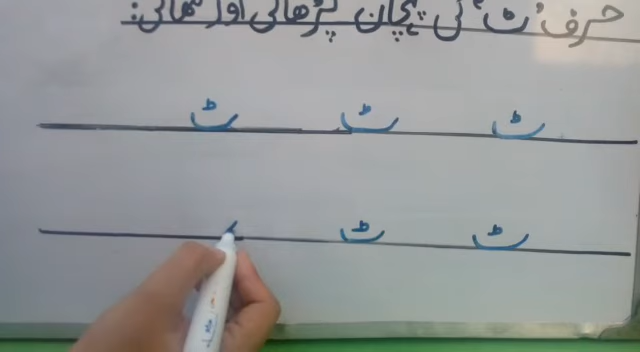 حرف 'ٹ' کی پہچان پڑھائی اور لکھائی:
ٹ ٹ ٹ
ٹ ٹ